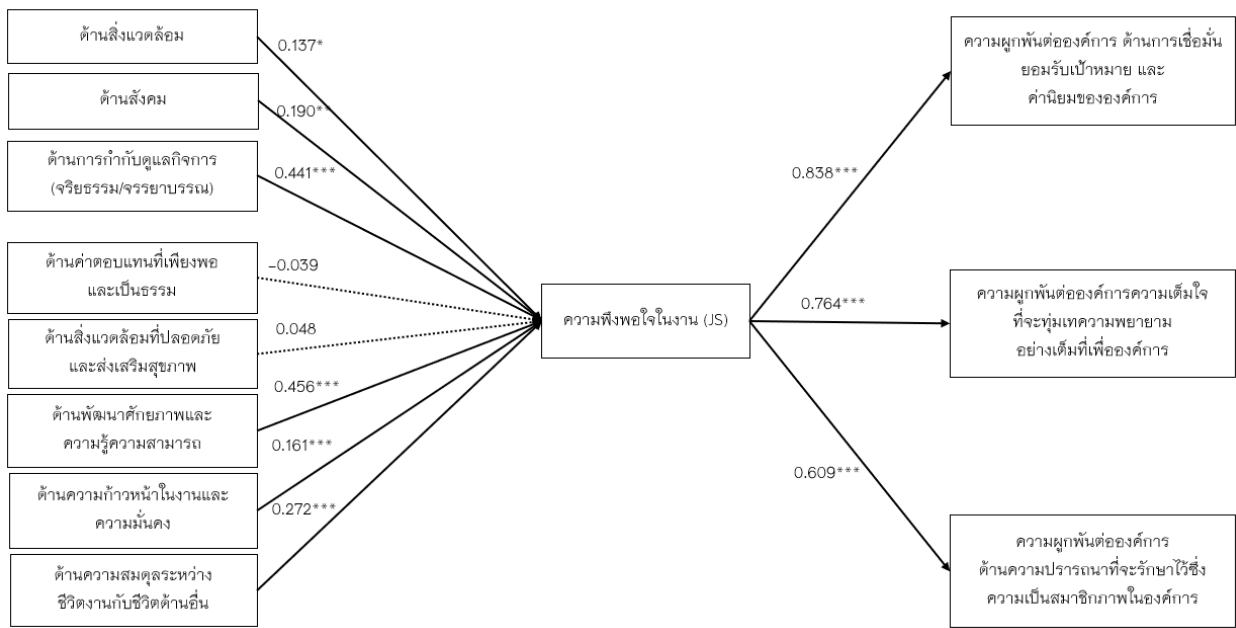 ด้านสิ่งแวดล้อม
0.137*
ด้านสังคม
0.190**
ด้านการกำกับดูแลกิจการ
(จริยธรรม/จรรยาบรรณ)
0.441***
ด้านค่าตอบแทนที่เพียงพอ
และเป็นธรรม
-0.039
ด้านสิ่งแวดล้อมที่ปลอดภัย
และส่งเสริมสุขภาพ
0.048
ด้านพัฒนาศักยภาพและ
ความรู้ความสามารถ
0.456***
ด้านความก้าวหน้าในงานและ
ความมั่นคง
0.161***
ด้านความสมดุลระหว่าง
ชีวิตงานกับชีวิตด้านอื่น
0.272***
ความพึงพอใจในงาน (JS)
0.838***
ความผูกพันต่อองค์การ ด้านการเชื่อมั่น
ยอมรับเป้าหมาย และ
ค่านิยมขององค์การ
0.764***
ความผูกพันต่อองค์การความเต็มใจ
ที่จะทุ่มเทความพยายาม
อย่างเต็มที่เพื่อองค์การ
0.609***
ความผูกพันต่อองค์การ
ด้านความปรารถนาที่จะรักษาไว้ซึ่ง
ความเป็นสมาชิกภาพในองค์การ